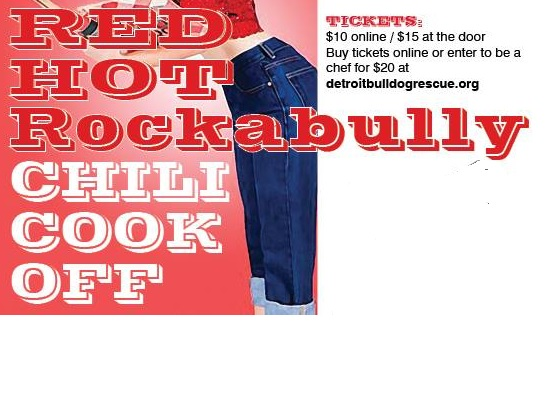 RED
HOT
Rockabully
CHILI
COOK
OFF
TICKETS:
$10 online / $15 at the door
Buy tickets online or enter to be a
chef for $20 at
detroitbulldogrescue.org